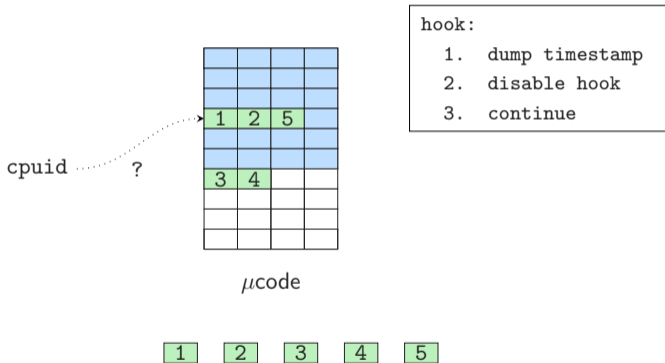 hook:
1. dump timestamp
2. disable hook
3. continue
1 2 5
cpuid
?
3 4
μcode
1 2 3 4 5